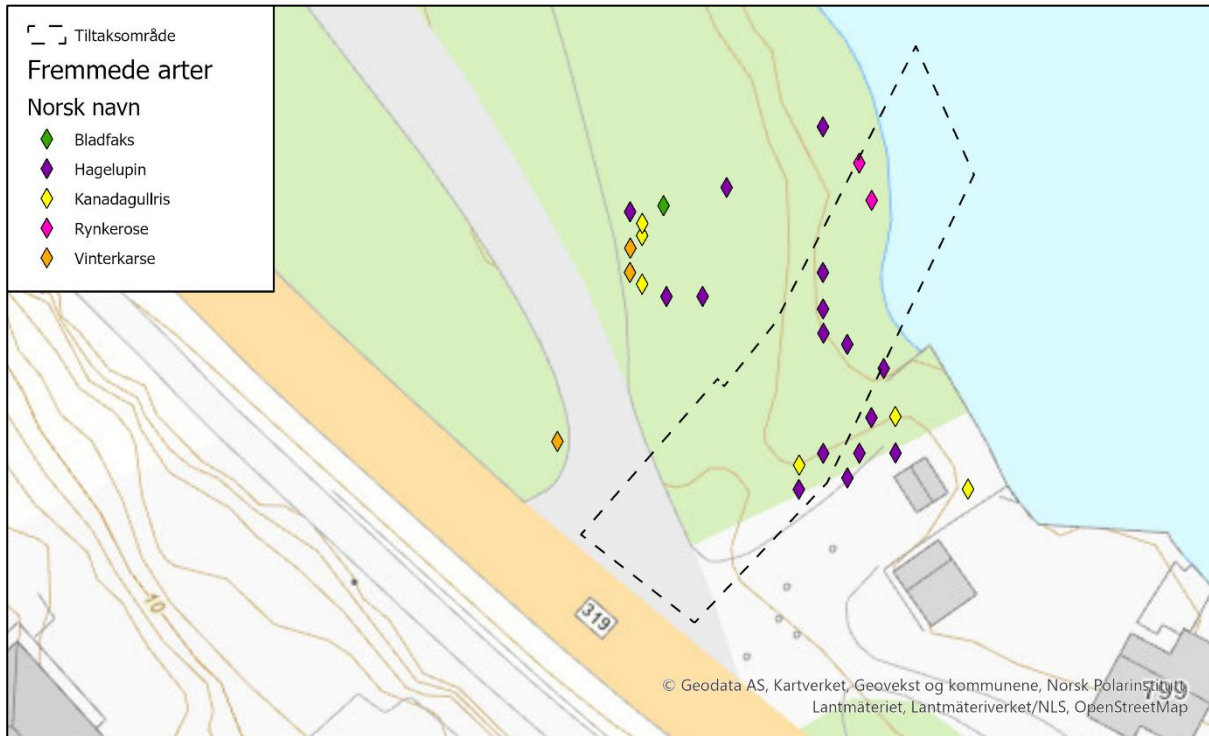 Tiltaksområde
Fremmede arter
Norsk navn
Bladfaks
Hagelupin
Kanadagullris
Rynkerose
Vinterkarse
10
319
199
© Geodata AS, Kartverket, Geovekst og kommunene, Norsk Polarinstitutt,
Lantmäteriet, Lantmäteriverket/NLS, OpenStreetMap